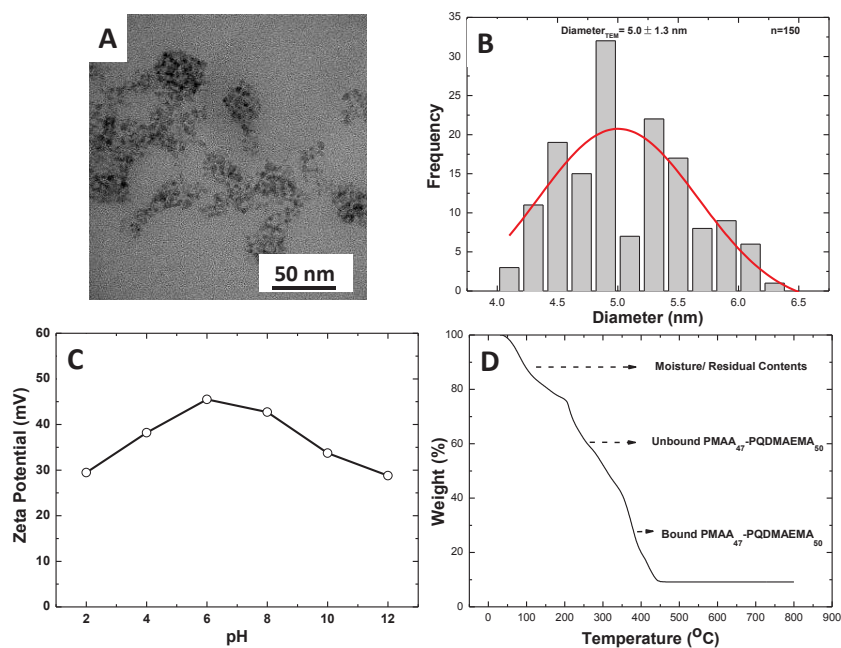 A
50 nm
B
Diameter_TEM = 5.0 ± 1.3 nm
n=150
35
30
25
20
15
10
5
0
Frequency
4.0 4.5 5.0 5.5 6.0 6.5
Diameter (nm)
C
60
50
40
30
20
10
0
Zeta Potential (mV)
2 4 6 8 10 12
pH
D
100
80
60
40
20
0
Weight (%)
Moisture/ Residual Contents
Unbound PMAA47-PQDMAEMA50
Bound PMAA47-PQDMAEMA50
0 100 200 300 400 500 600 700 800 900
Temperature (OC)